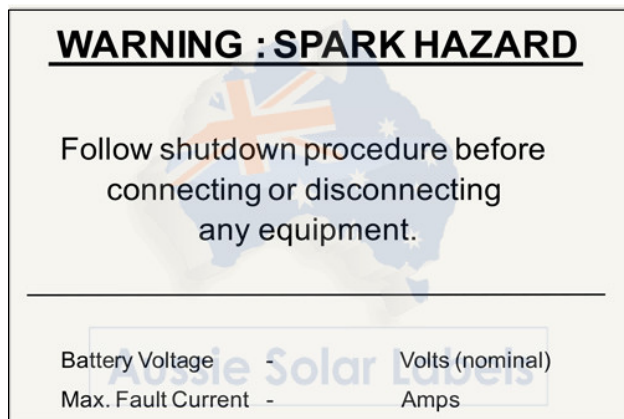 WARNING : SPARK HAZARD
Follow shutdown procedure before
connecting or disconnecting
any equipment.
Battery Voltage - Volts (nominal)
Aussie Solar Labels
Max. Fault Current - Amps